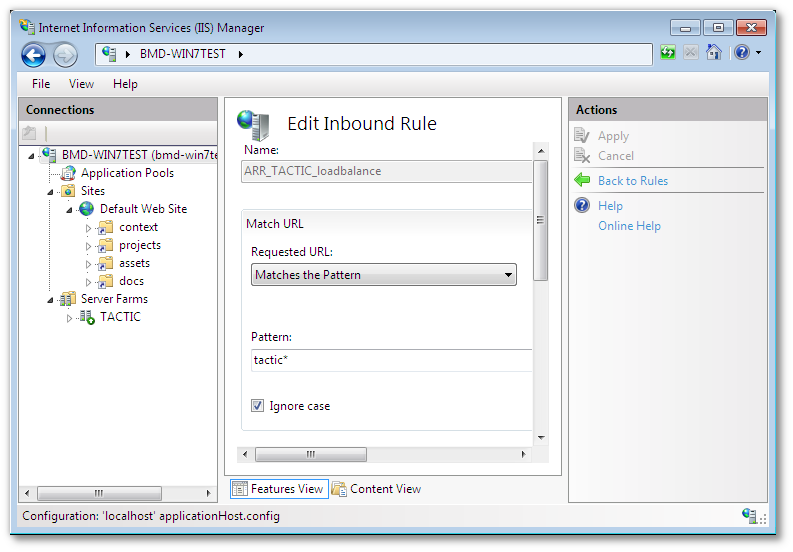 Internet Information Services (IIS) Manager
BMD-WIN7TEST
File View Help
Connections
BMD-WIN7TEST (bmd-win7te
Application Pools
Sites
Default Web Site
context
projects
assets
docs
Server Farms
TACTIC
Edit Inbound Rule
Name:
ARR_TACTIC_loadbalance
Match URL
Requested URL:
Matches the Pattern
Pattern:
tactic*
Ignore case
Features View Content View
Actions
Apply
Cancel
Back to Rules
Help
Online Help
Configuration: 'localhost' applicationHost.config